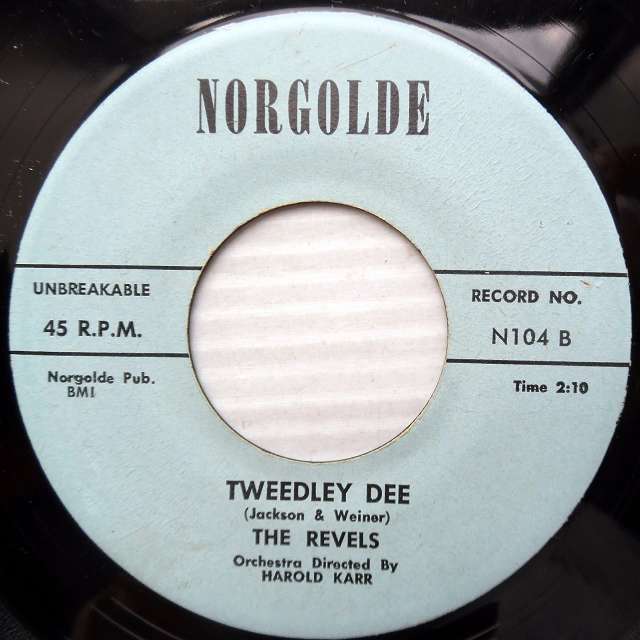 NORGOLDE
UNBREAKABLE
45 R.P.M.
RECORD NO.
N104 B
Norgolde Pub.
BMI
Time 2:10
TWEEDLEY DEE
(Jackson & Weiner)
THE REVELS
Orchestra Directed By
HAROLD KARR